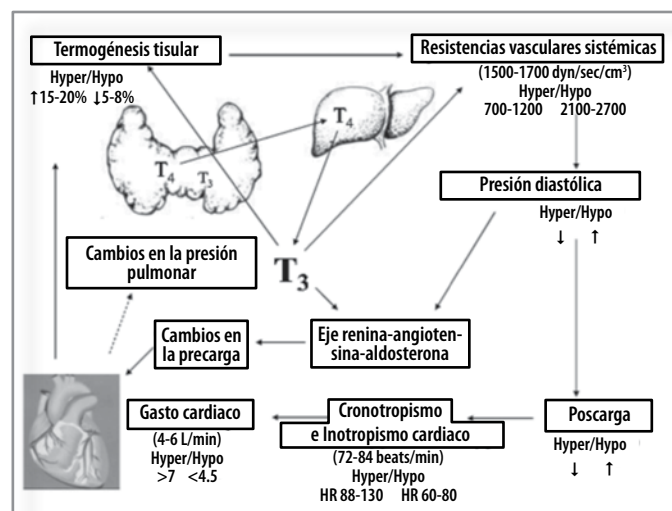 Termogénesis tisular
Hyper/Hypo
↑15-20% ↓5-8%
Resistencias vasculares sistémicas
(1500-1700 dyn/sec/cm³)
Hyper/Hypo
700-1200 2100-2700
T₄
T₃
T₄
Presión diastólica
Hyper/Hypo
↓ ↑
Cambios en la presión
pulmonar
T₃
Cambios en
la precarga
Eje renina-angioten-
sina-aldosterona
Gasto cardiaco
(4-6 L/min)
Hyper/Hypo
>7 <4.5
Cronotropismo
e Inotropismo cardiaco
(72-84 beats/min)
Hyper/Hypo
HR 88-130 HR 60-80
Poscarga
Hyper/Hypo
↓ ↑